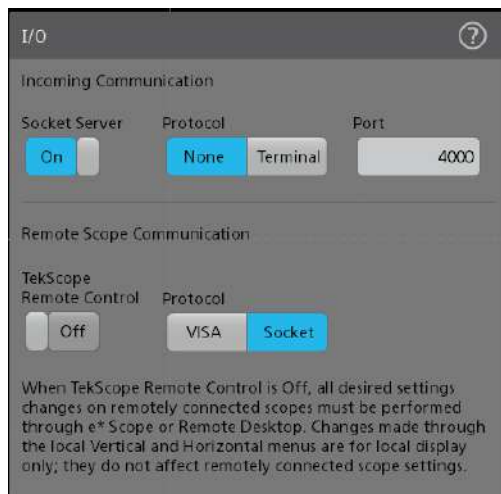 I/O ?
Incoming Communication
Socket Server Protocol Port
On None Terminal 4000
Remote Scope Communication
TekScope
Remote Control Protocol
Off VISA Socket
When TekScope Remote Control is Off, all desired settings
changes on remotely connected scopes must be performed
through e* Scope or Remote Desktop. Changes made through
the local Vertical and Horizontal menus are for local display
only; they do not affect remotely connected scope settings.